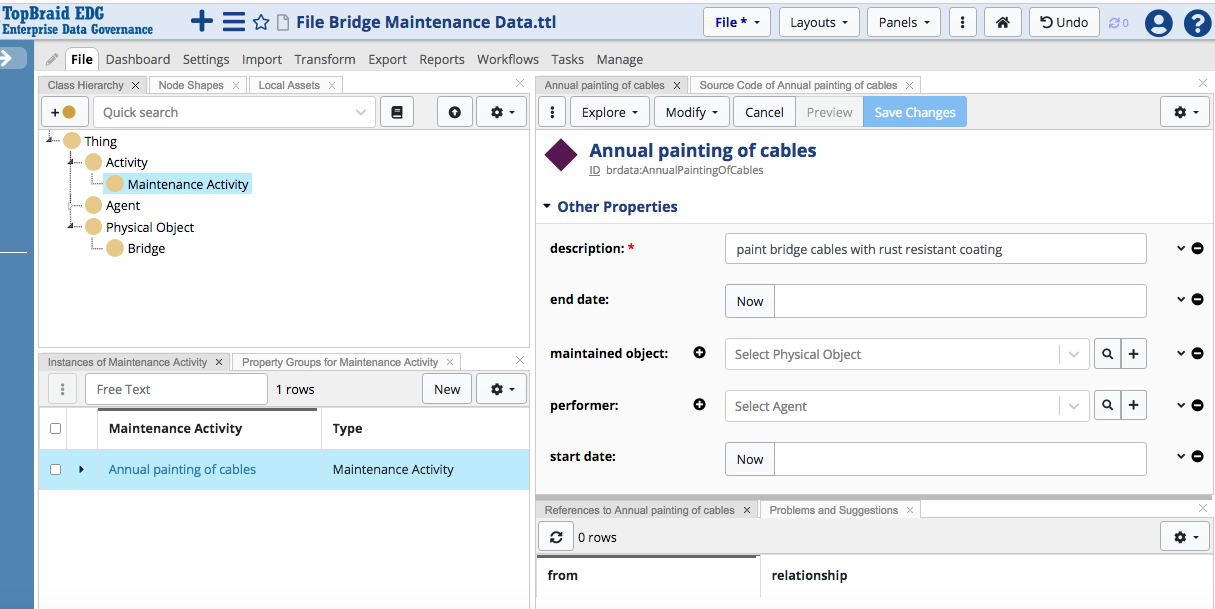 TopBraid EDG
Enterprise Data Governance
File Bridge Maintenance Data.ttl
File *
Layouts
Panels
Undo
0
File Dashboard Settings Import Transform Export Reports Workflows Tasks Manage
Class Hierarchy
Node Shapes
Local Assets
Quick search
Thing
Activity
Maintenance Activity
Agent
Physical Object
Bridge
Instances of Maintenance Activity
Property Groups for Maintenance Activity
Free Text
1 rows
New
Maintenance Activity Type
Annual painting of cables Maintenance Activity
Annual painting of cables
Source Code of Annual painting of cables
Explore
Modify
Cancel
Preview
Save Changes
Annual painting of cables
ID brdata:AnnualPaintingOfCables
Other Properties
description: * paint bridge cables with rust resistant coating
end date: Now
maintained object: Select Physical Object
performer: Select Agent
start date: Now
References to Annual painting of cables
Problems and Suggestions
0 rows
from relationship